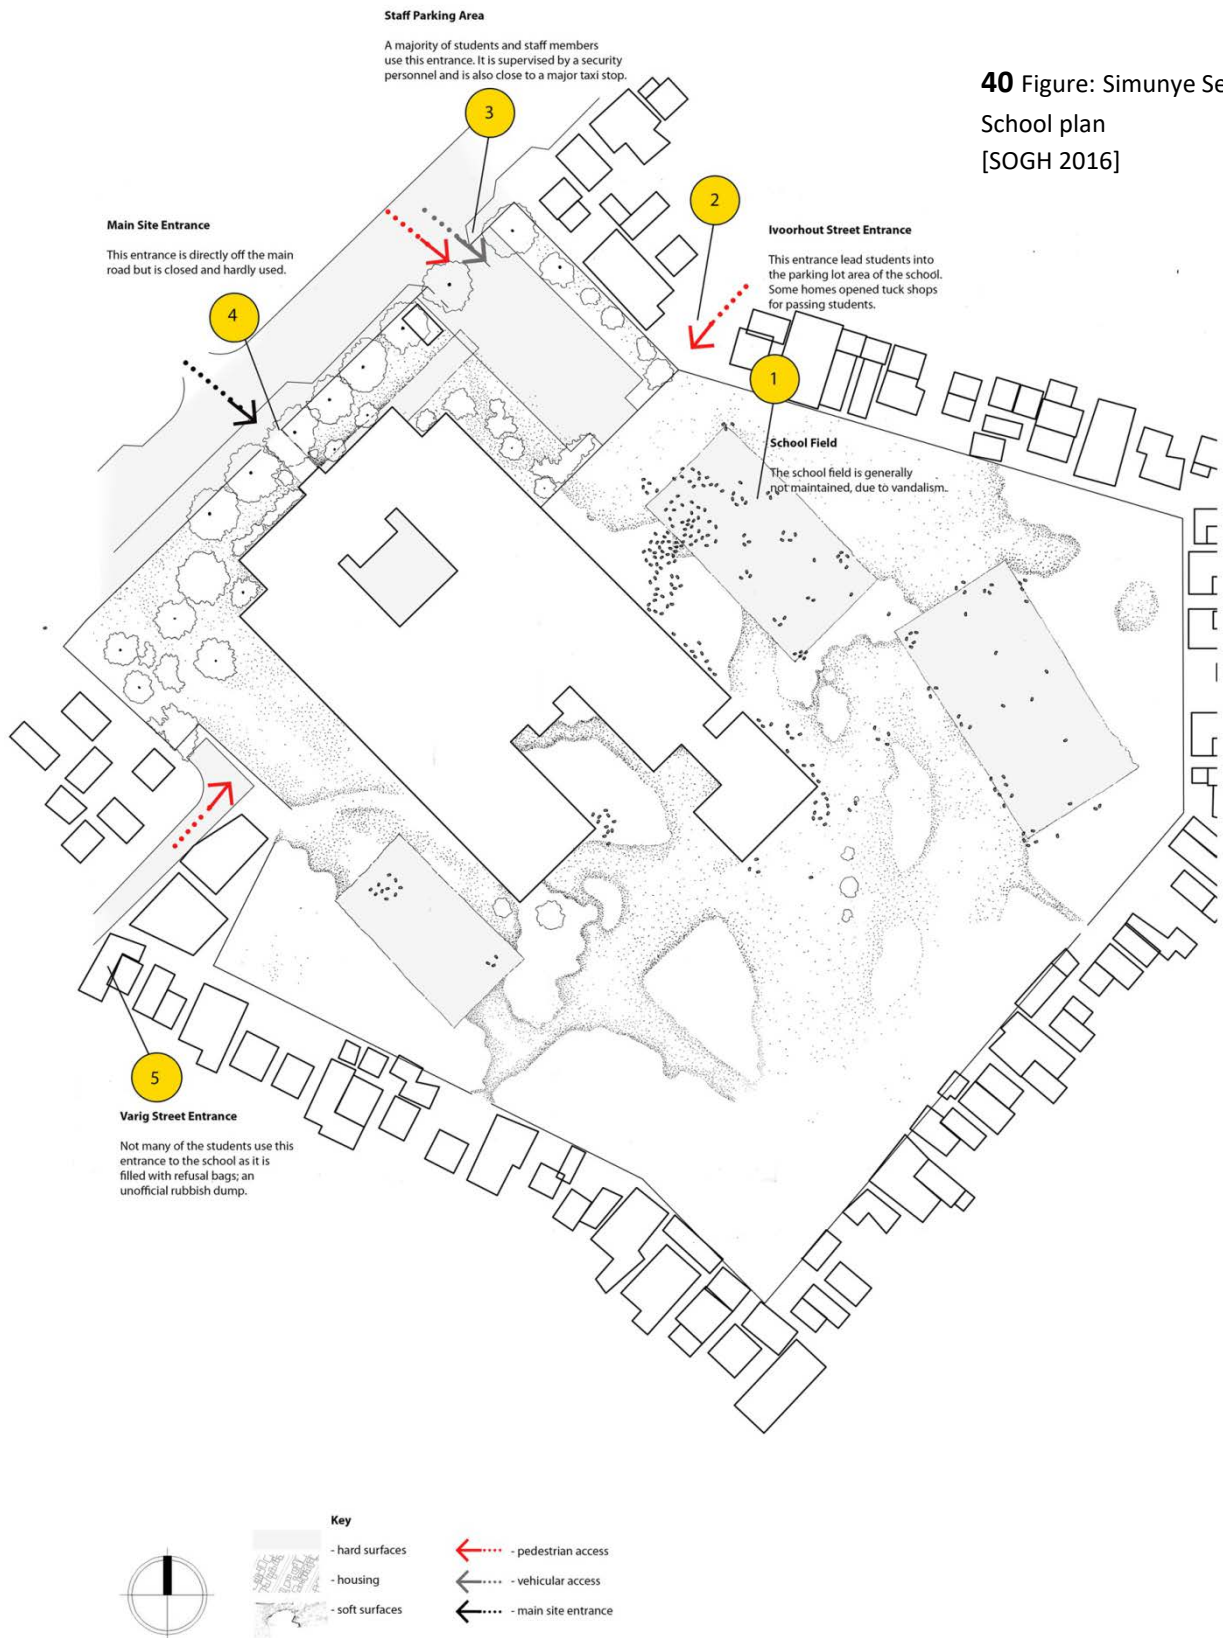 Staff Parking Area
A majority of students and staff members
use this entrance. It is supervised by a security
personnel and is also close to a major taxi stop.
40 Figure: Simunye Se
School plan
[SOGH 2016]
3
2
Main Site Entrance
This entrance is directly off the main
road but is closed and hardly used.
Ivoorhout Street Entrance
This entrance lead students into
the parking lot area of the school.
Some homes opened tuck shops
for passing students.
4
1
School Field
The school field is generally
not maintained, due to vandalism.
5
Varig Street Entrance
Not many of the students use this
entrance to the school as it is
filled with refusal bags; an
unofficial rubbish dump.
Key
- hard surfaces
- housing
- soft surfaces
- pedestrian access
- vehicular access
- main site entrance